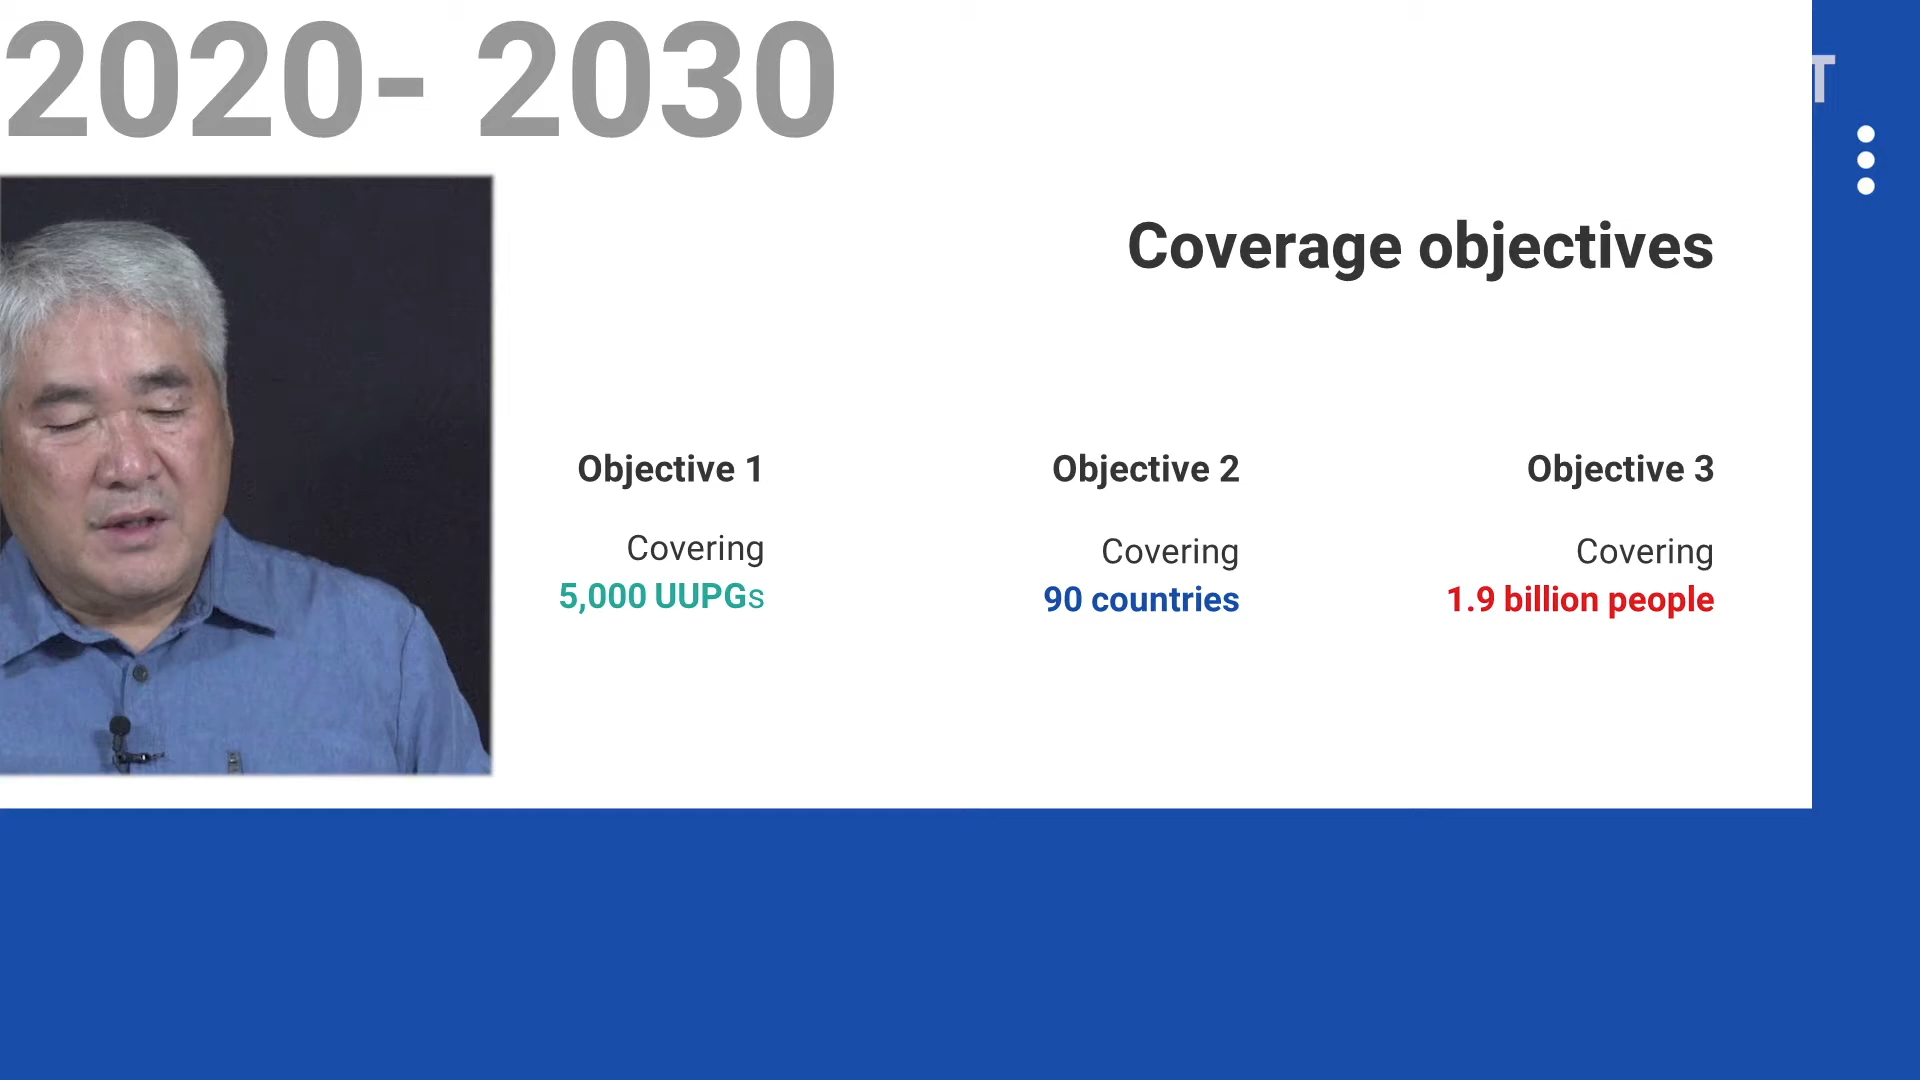 2020- 2030
T
Coverage objectives
Objective 1
Covering
5,000 UUPGs
Objective 2
Covering
90 countries
Objective 3
Covering
1.9 billion people